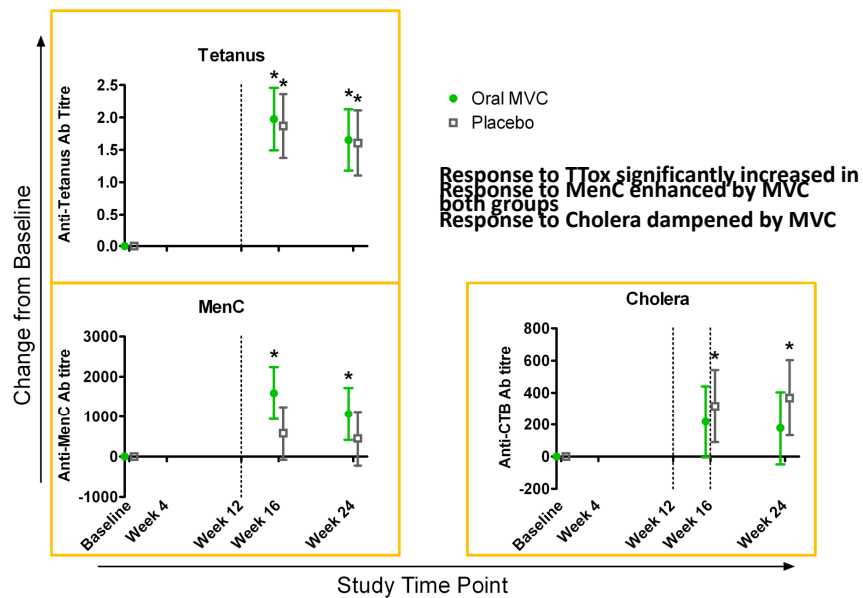 Tetanus
* * * *
Anti-Tetanus Ab Titre
2.5
2.0
1.5
1.0
0.5
0.0
Oral MVC
Placebo
Response to TTox significantly increased in
both groups
Response to MenC enhanced by MVC
Response to Cholera dampened by MVC
Change from Baseline
MenC
* *
Anti-MenC Ab titre
3000
2000
1000
0
-1000
Baseline
Week 4
Week 12
Week 16
Week 24
Cholera
* *
Anti-CTB Ab titre
800
600
400
200
0
-200
Baseline
Week 4
Week 12
Week 16
Week 24
Study Time Point